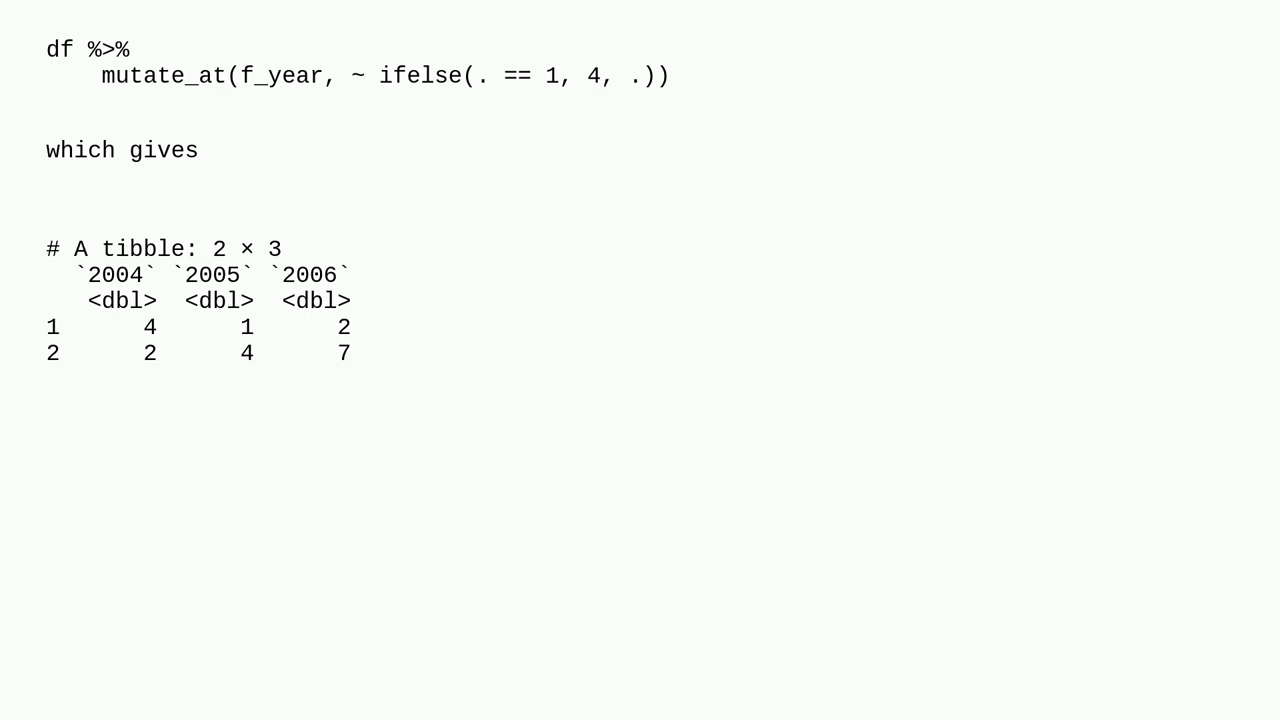 df %>%
    mutate_at(f_year, ~ ifelse(. == 1, 4, .))
which gives
# A tibble: 2 × 3
  `2004` `2005` `2006`
   <dbl>  <dbl>  <dbl>
1      4      1      2
2      2      4      7